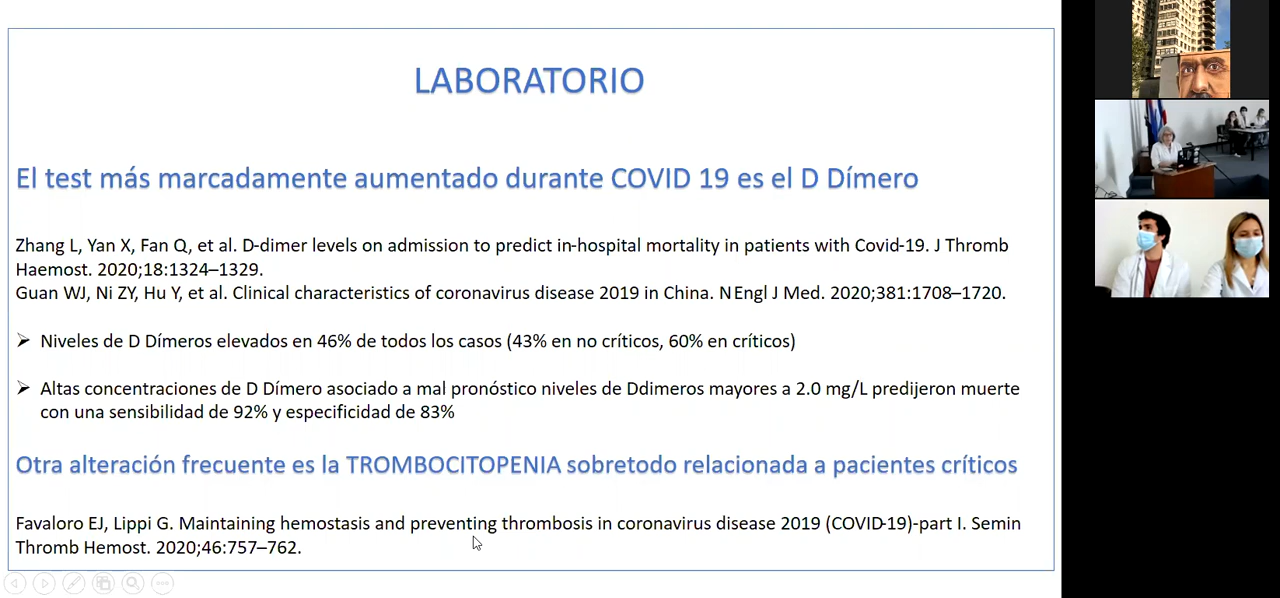 LABORATORIO
El test más marcadamente aumentado durante COVID 19 es el D Dímero
Zhang L, Yan X, Fan Q, et al. D-dimer levels on admission to predict in-hospital mortality in patients with Covid-19. J Thromb
Haemost. 2020;18:1324–1329.
Guan WJ, Ni ZY, Hu Y, et al. Clinical characteristics of coronavirus disease 2019 in China. N Engl J Med. 2020;381:1708–1720.
➤ Niveles de D Dímeros elevados en 46% de todos los casos (43% en no críticos, 60% en críticos)
➤ Altas concentraciones de D Dímero asociado a mal pronóstico niveles de Ddimeros mayores a 2.0 mg/L predijeron muerte
con una sensibilidad de 92% y especificidad de 83%
Otra alteración frecuente es la TROMBOCITOPENIA sobretodo relacionada a pacientes críticos
Favaloro EJ, Lippi G. Maintaining hemostasis and preventing thrombosis in coronavirus disease 2019 (COVID-19)-part I. Semin
Thromb Hemost. 2020;46:757–762.